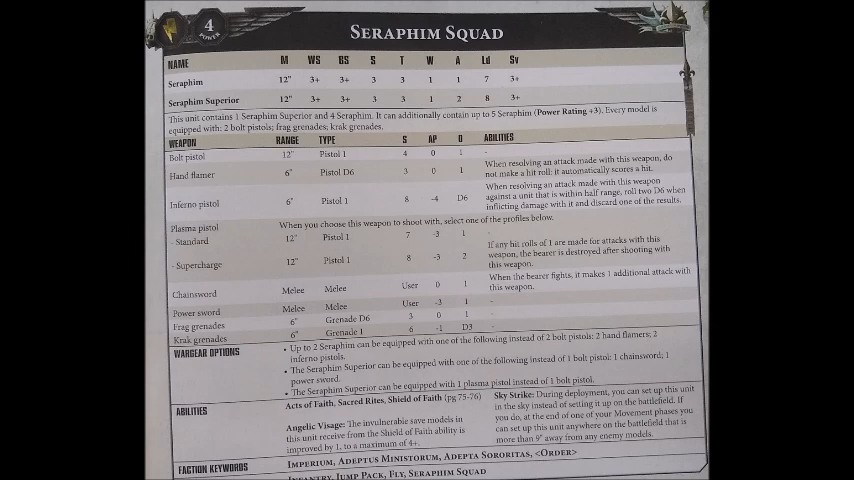 4
POWER
SERAPHIM SQUAD
NAME M WS BS S T W A Ld Sv
Seraphim 12" 3+ 3+ 3 3 1 1 7 3+
Seraphim Superior 12" 3+ 3+ 3 3 1 2 8 3+
This unit contains 1 Seraphim Superior and 4 Seraphim. It can additionally contain up to 5 Seraphim (Power Rating +3). Every model is
equipped with: 2 bolt pistols; frag grenades; krak grenades.
WEAPON RANGE TYPE S AP D ABILITIES
Bolt pistol 12" Pistol 1 4 0 1 -
Hand flamer 6" Pistol D6 3 0 1 When resolving an attack made with this weapon, do
not make a hit roll: it automatically scores a hit.
Inferno pistol 6" Pistol 1 8 -4 D6 When resolving an attack made with this weapon
against a unit that is within half range, roll two D6 when
inflicting damage with it and discard one of the results.
Plasma pistol When you choose this weapon to shoot with, select one of the profiles below.
- Standard 12" Pistol 1 7 -3 1 -
- Supercharge 12" Pistol 1 8 -3 2 If any hit rolls of 1 are made for attacks with this
weapon, the bearer is destroyed after shooting with
this weapon.
Chainsword Melee Melee User 0 1 When the bearer fights, it makes 1 additional attack with
this weapon.
Power sword Melee Melee User -3 1 -
Frag grenades 6" Grenade D6 3 0 1 -
Krak grenades 6" Grenade 1 6 -1 D3 -
WARGEAR OPTIONS • Up to 2 Seraphim can be equipped with one of the following instead of 2 bolt pistols: 2 hand flamers; 2
inferno pistols.
• The Seraphim Superior can be equipped with one of the following instead of 1 bolt pistol: 1 chainsword; 1
power sword.
• The Seraphim Superior can be equipped with 1 plasma pistol instead of 1 bolt pistol.
ABILITIES Acts of Faith, Sacred Rites, Shield of Faith (pg 75-76)
Angelic Visage: The invulnerable save models in
this unit receive from the Shield of Faith ability is
improved by 1, to a maximum of 4+.
Sky Strike: During deployment, you can set up this unit
in the sky instead of setting it up on the battlefield. If
you do, at the end of one of your Movement phases you
can set up this unit anywhere on the battlefield that is
more than 9" away from any enemy models.
FACTION KEYWORDS IMPERIUM, ADEPTUS MINISTORUM, ADEPTA SORORITAS, <ORDER>
INFANTRY, JUMP PACK, FLY, SERAPHIM SQUAD